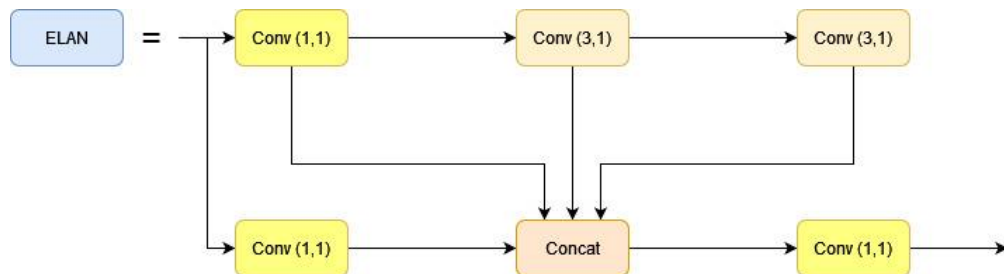 ELAN = Conv (1,1) Conv (3,1) Conv (3,1)
Conv (1,1) Concat Conv (1,1)